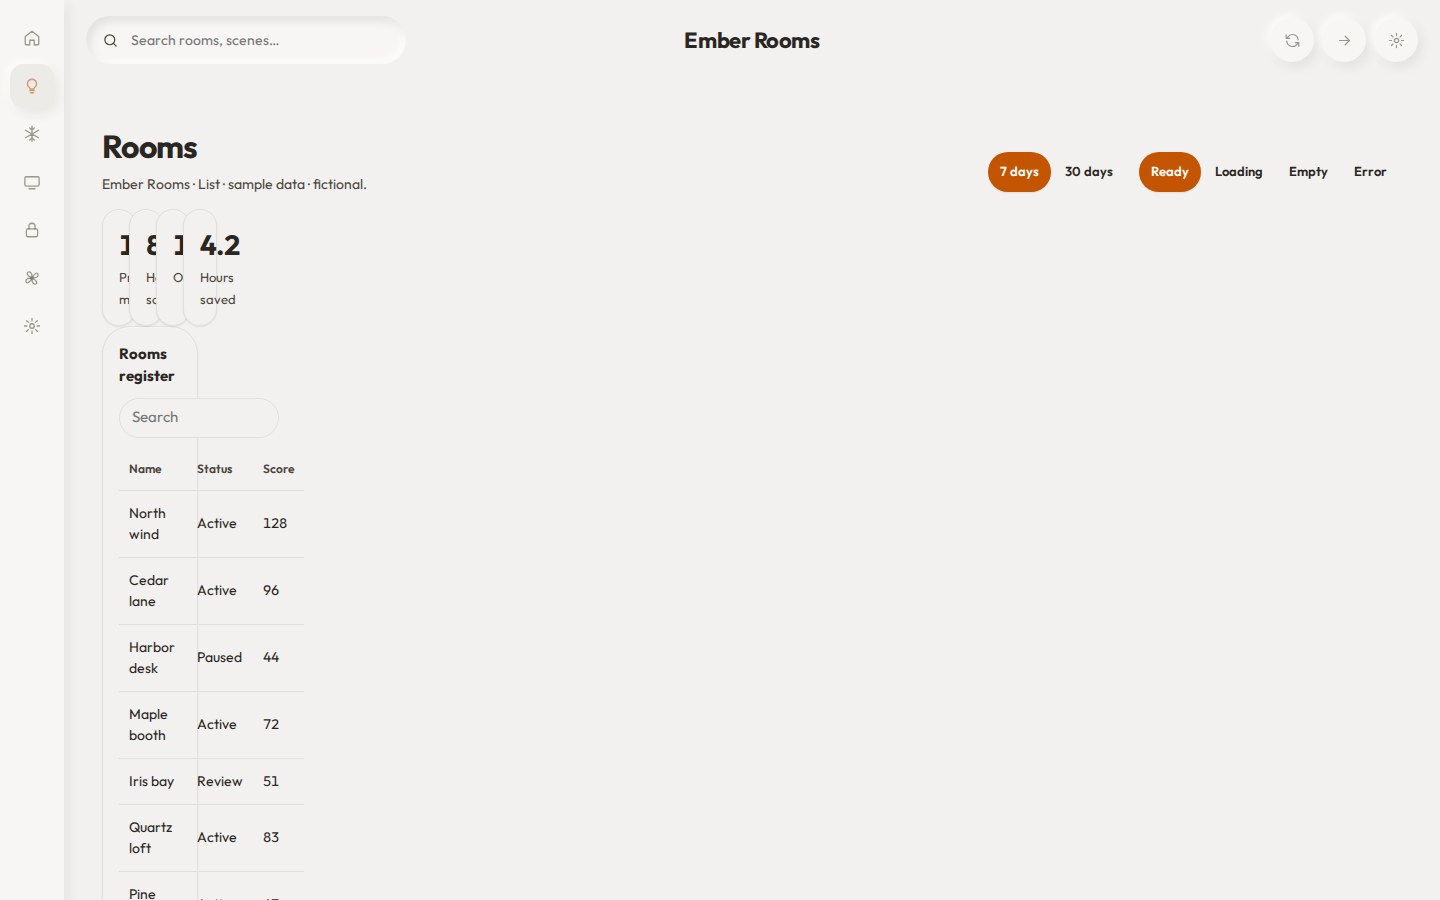 Search rooms, scenes...
Ember Rooms
Rooms
Ember Rooms · List · sample data · fictional.
7 days
30 days
Ready
Loading
Empty
Error
4.2
Hours
saved
Rooms
register
Search
Name Status Score
North
wind
Active 128
Cedar
lane
Active 96
Harbor
desk
Paused 44
Maple
booth
Active 72
Iris bay Review 51
Quartz
loft
Active 83
Pine